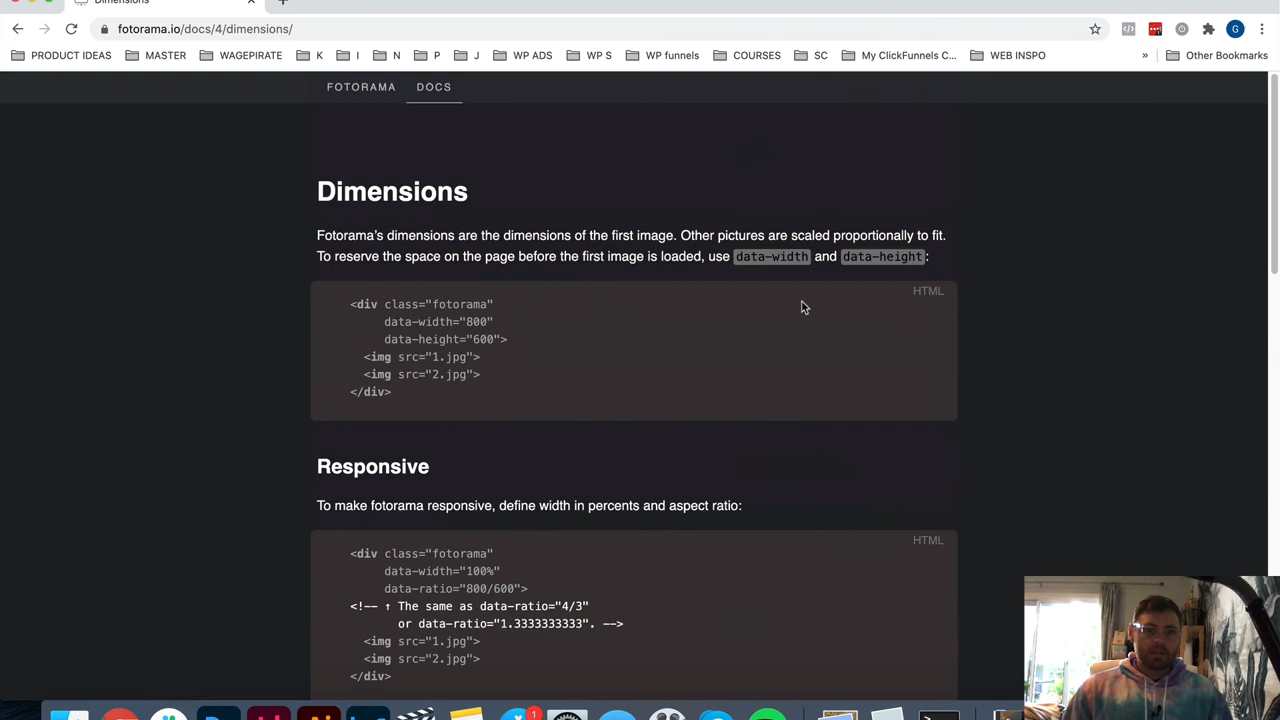 Dimensions
fotorama.io/docs/4/dimensions/
G
PRODUCT IDEAS MASTER WAGEPIRATE K I N P J WP ADS WP S WP funnels COURSES SC My ClickFunnels C... WEB INSPO » Other Bookmarks
FOTORAMA DOCS
Dimensions
Fotorama's dimensions are the dimensions of the first image. Other pictures are scaled proportionally to fit.
To reserve the space on the page before the first image is loaded, use data-width and data-height:
HTML
<div class="fotorama"
data-width="800"
data-height="600">
<img src="1.jpg">
<img src="2.jpg">
</div>
Responsive
To make fotorama responsive, define width in percents and aspect ratio:
HTML
<div class="fotorama"
data-width="100%"
data-ratio="800/600">
<!-- ↑ The same as data-ratio="4/3"
or data-ratio="1.3333333333". -->
<img src="1.jpg">
<img src="2.jpg">
</div>
1